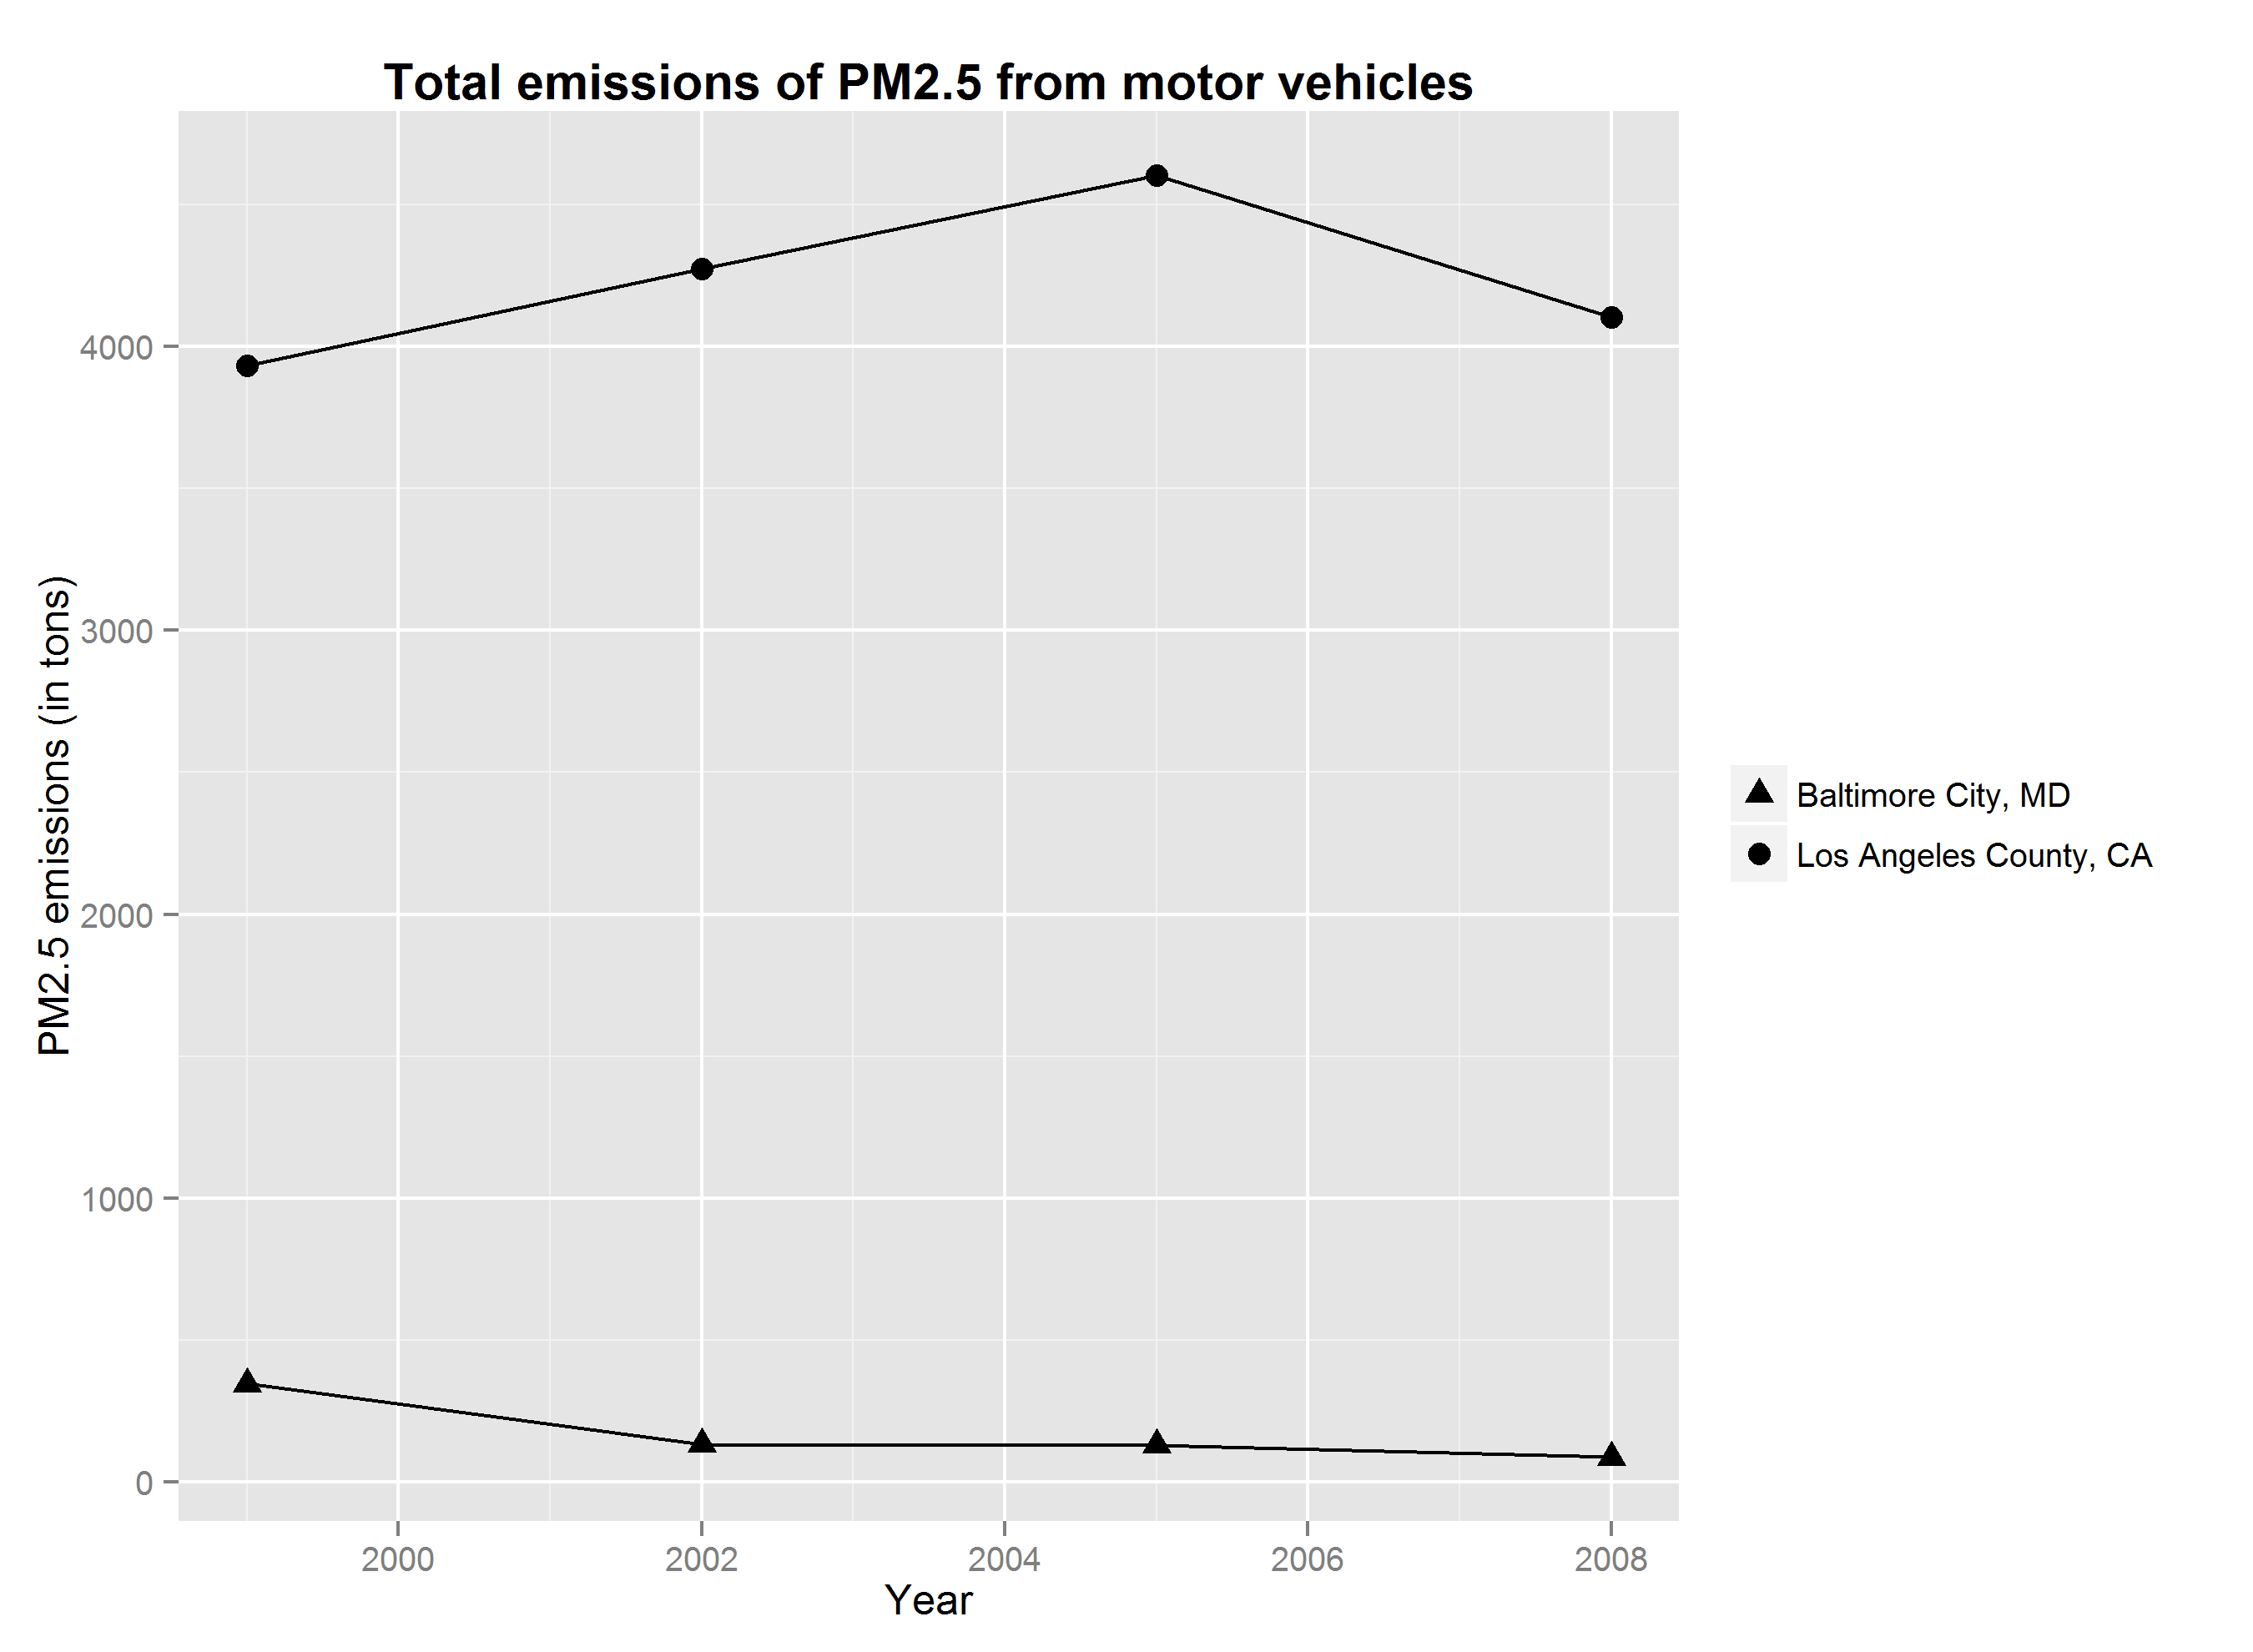 Total emissions of PM2.5 from motor vehicles
PM2.5 emissions (in tons)
4000
3000
2000
1000
0
2000 2002 2004 2006 2008
Year
Baltimore City, MD
Los Angeles County, CA